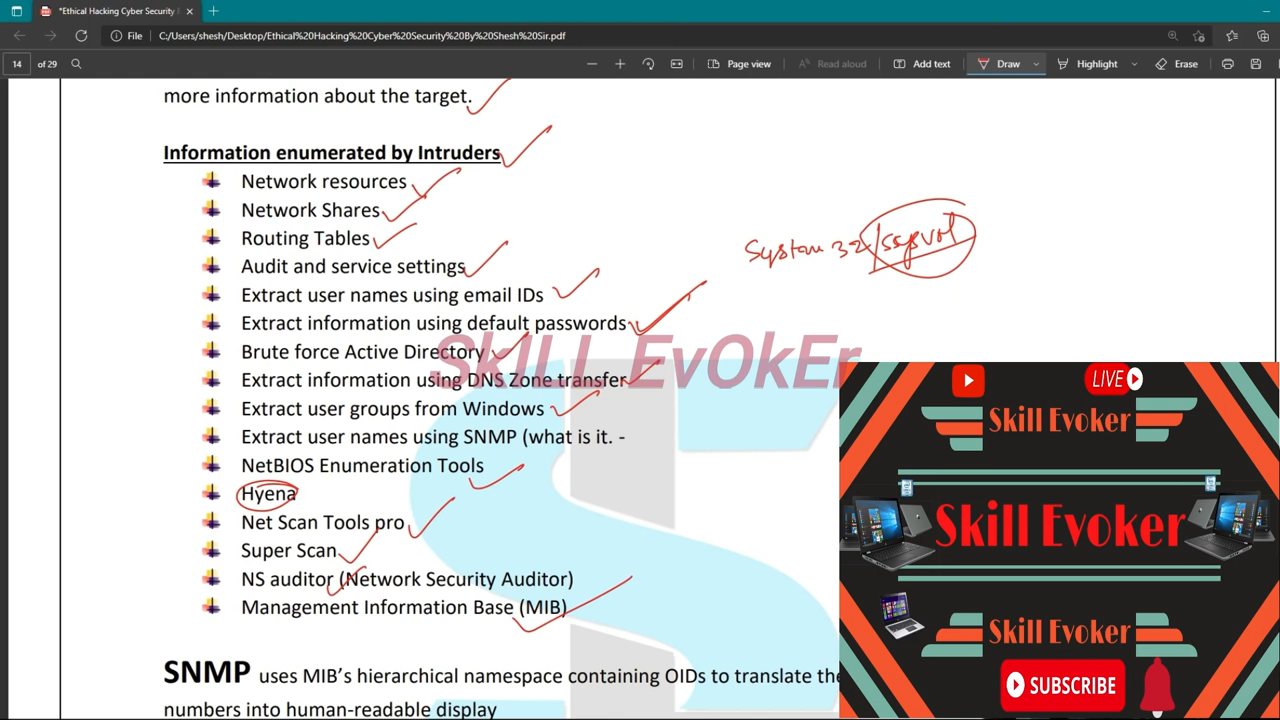 *Ethical Hacking Cyber Security
File
C:/Users/shesh/Desktop/Ethical%20Hacking%20Cyber%20Security%20By%20Shesh%20Sir.pdf
14 of 29
Page view
Read aloud
Add text
Draw
Highlight
Erase
more information about the target.
Information enumerated by Intruders
Network resources
Network Shares
Routing Tables
Audit and service settings
Extract user names using email IDs
Extract information using default passwords
Brute force Active Directory
Extract information using DNS Zone transfer
Extract user groups from Windows
Extract user names using SNMP (what is it. -
NetBIOS Enumeration Tools
Hyena
Net Scan Tools pro
Super Scan
NS auditor (Network Security Auditor)
Management Information Base (MIB)
SNMP uses MIB's hierarchical namespace containing OIDs to translate the
numbers into human-readable display
System 32/sysvol
SKILL EvOKEr
LIVE
Skill Evoker
Skill Evoker
Skill Evoker
SUBSCRIBE